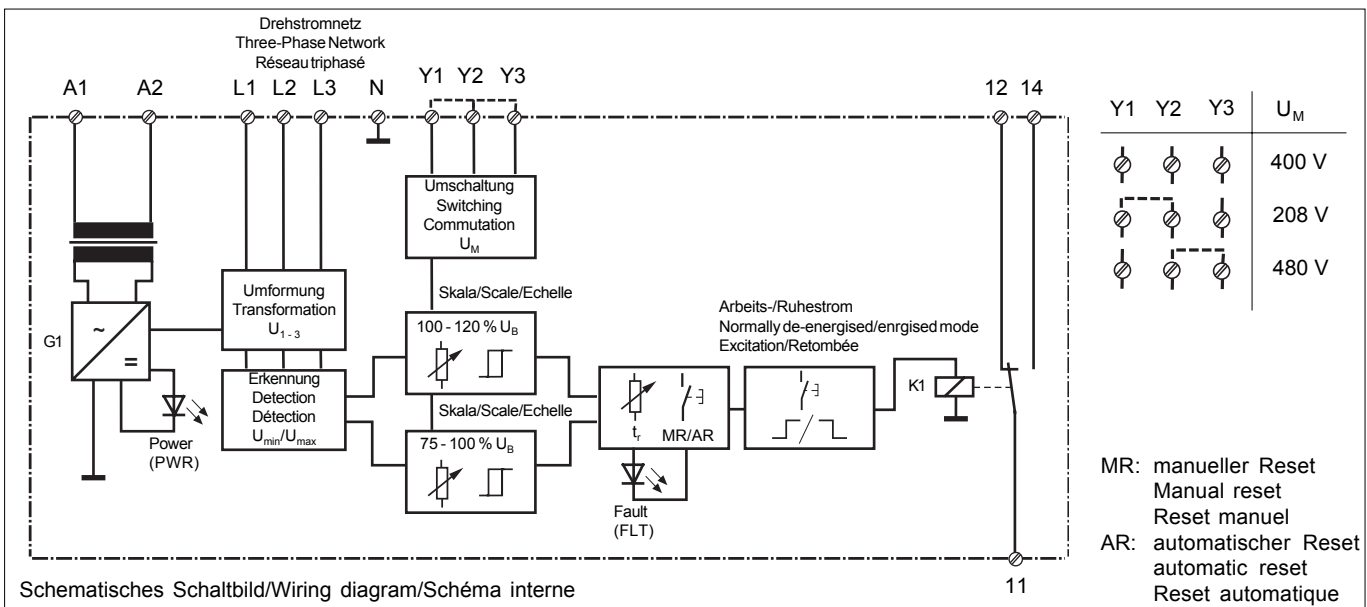 Drehstromnetz
Three-Phase Network
Réseau triphasé
A1 A2 L1 L2 L3 N Y1 Y2 Y3 12 14
Y1 Y2 Y3 U_M
400 V
208 V
480 V
Umschaltung
Switching
Commutation
U_M
Umformung
Transformation
U_1-3
G1
~
=
Power
(PWR)
Erkennung
Detection
Détection
U_min/U_max
Skala/Scale/Echelle
100 - 120 % U_B
Skala/Scale/Echelle
75 - 100 % U_B
t_r MR/AR
Fault
(FLT)
Arbeits-/Ruhestrom
Normally de-energised/enrgised mode
Excitation/Retombée
K1
11
MR: manueller Reset
Manual reset
Reset manuel
AR: automatischer Reset
automatic reset
Reset automatique
Schematisches Schaltbild/Wiring diagram/Schéma interne